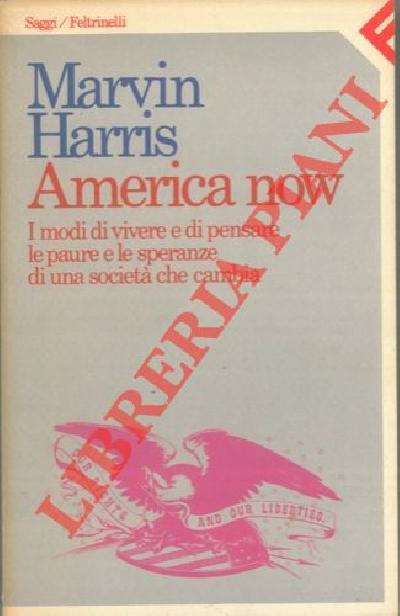 Saggi / Feltrinelli
F
Marvin
Harris
America now
I modi di vivere e di pensare
le paure e le speranze
di una società che cambia
LIBRERIA PIANI
AND OUR LIBERTIES.